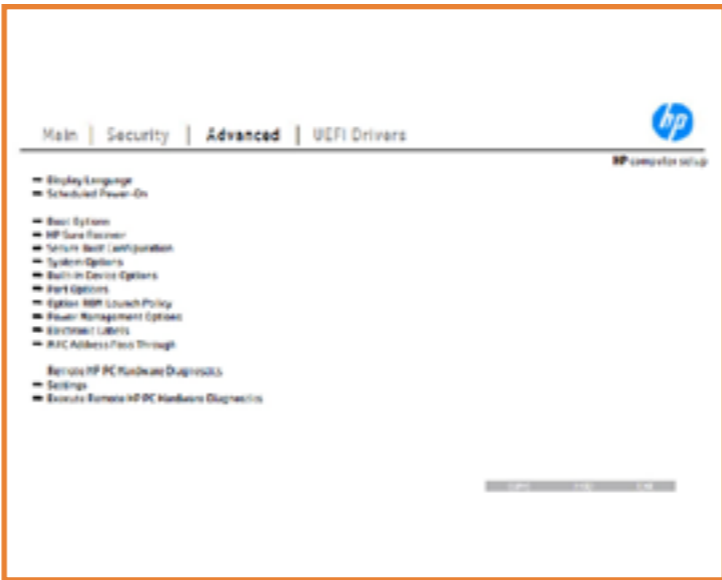 hp
Main | Security | Advanced | UEFI Drivers
HP computer setup
Display Language
Scheduled Power-On
Boot Options
HP Sure Recover
Secure Boot Configuration
System Options
Built-in Device Options
Port Options
Option ROM Launch Policy
Power Management Options
Electronic Labels
MAC Address Pass Through
Remote HP PC Hardware Diagnostics
Settings
Execute Remote HP PC Hardware Diagnostics